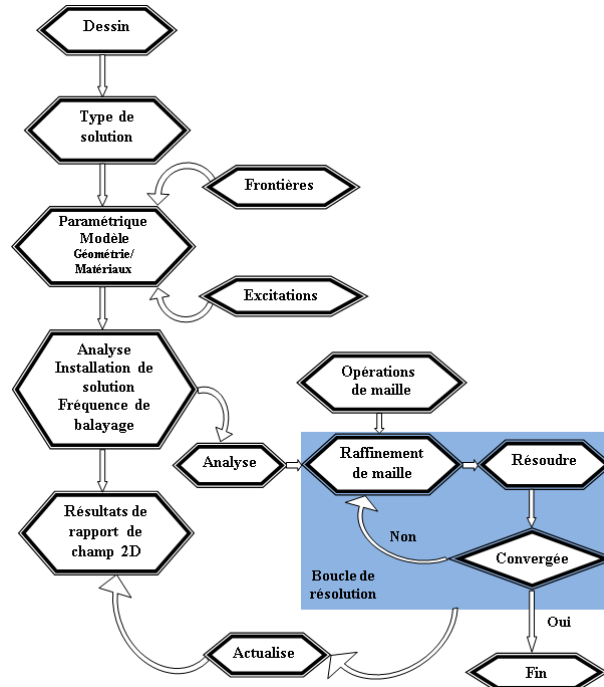 Dessin
Type de
solution
Frontières
Paramétrique
Modèle
Géométrie/
Matériaux
Excitations
Analyse
Installation de
solution
Fréquence de
balayage
Opérations
de maille
Analyse
Raffinement
de maille
Résoudre
Résultats de
rapport de
champ 2D
Non
Convergée
Boucle de
résolution
Oui
Actualise
Fin